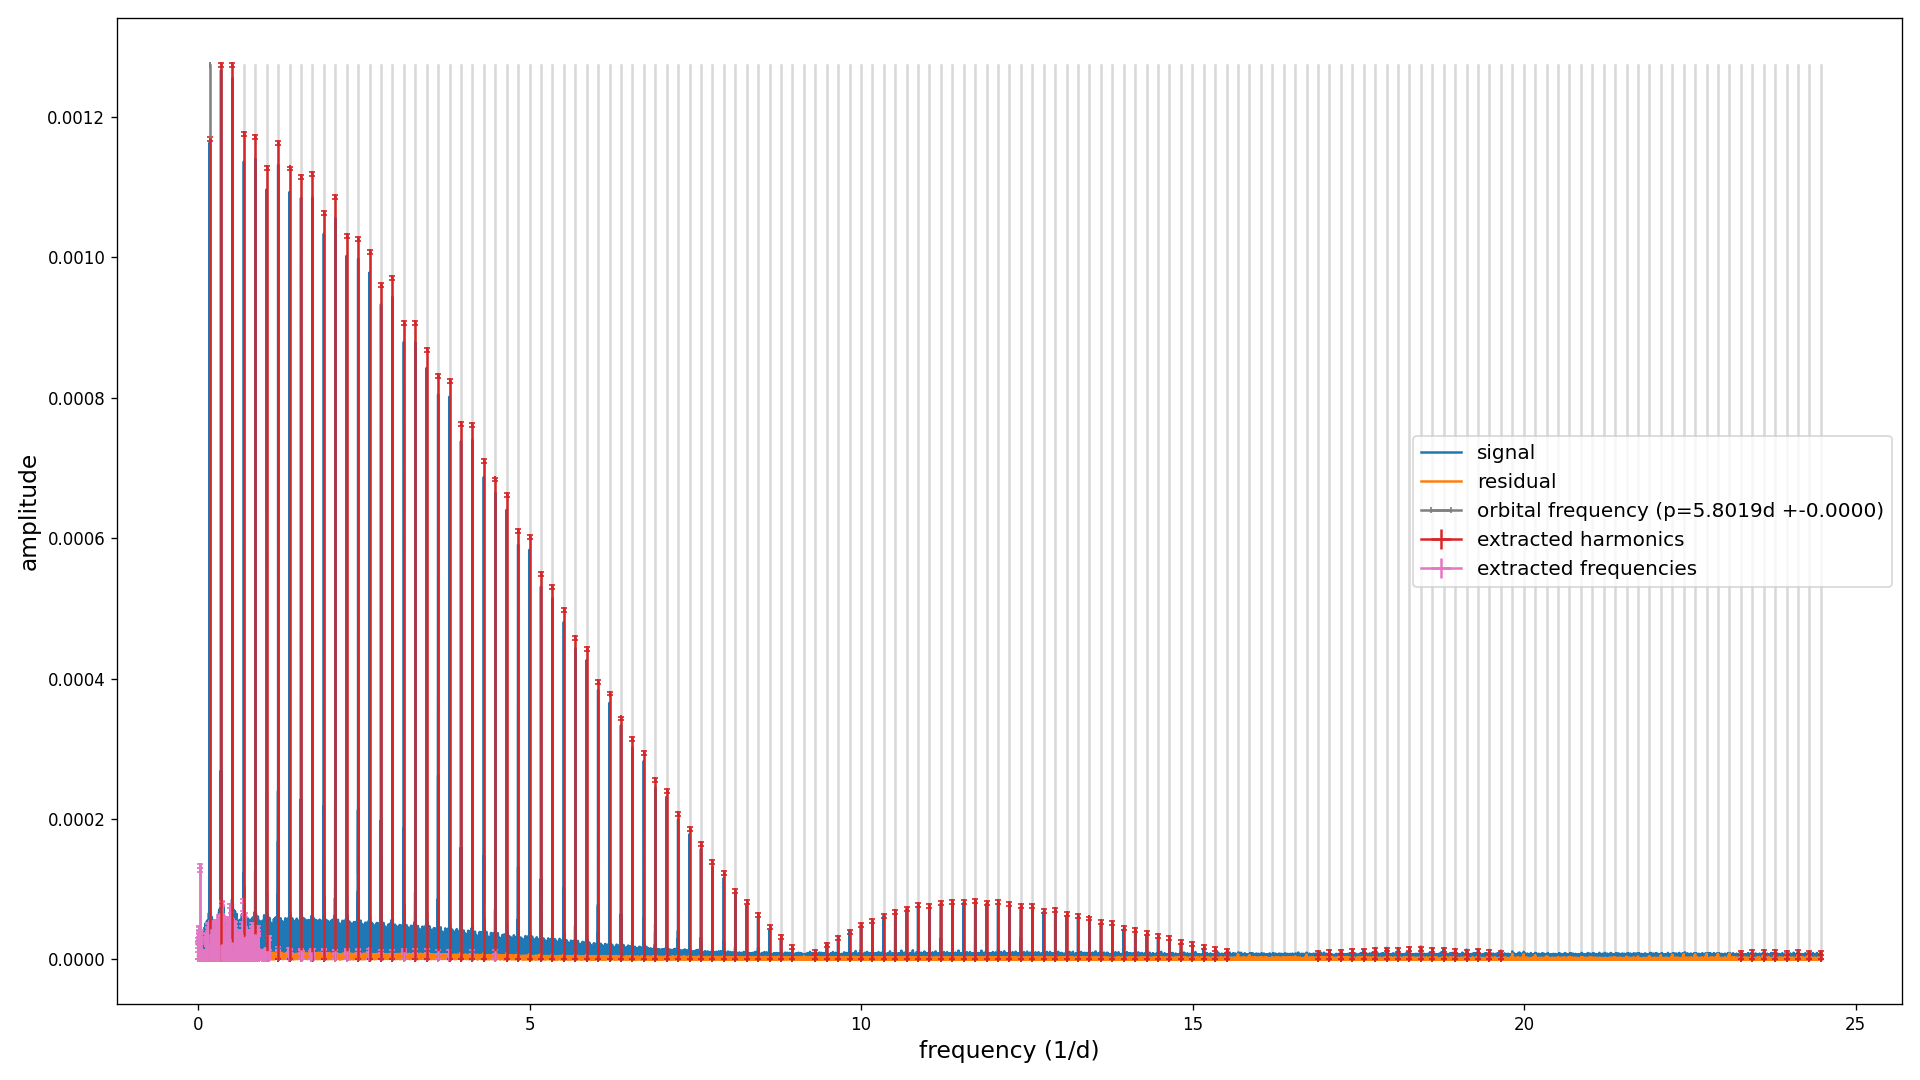 amplitude
0.0012
0.0010
0.0008
0.0006
0.0004
0.0002
0.0000
signal
residual
orbital frequency (p=5.8019d +-0.0000)
extracted harmonics
extracted frequencies
0 5 10 15 20 25
frequency (1/d)